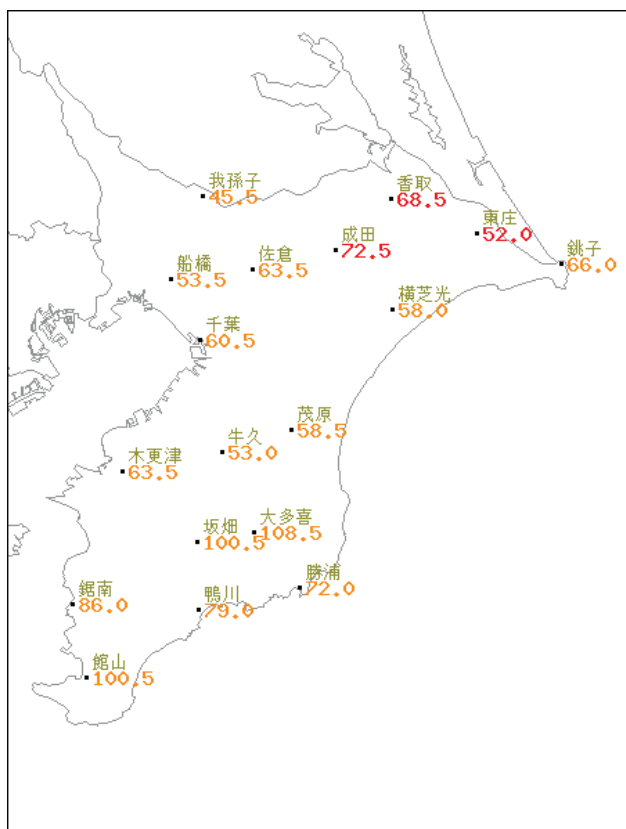 我孫子
45.5
香取
68.5
東庄
52.0
成田
72.5
銚子
66.0
佐倉
63.5
船橋
53.5
横芝光
58.0
千葉
60.5
茂原
58.5
牛久
53.0
木更津
63.5
大多喜
108.5
坂畑
100.5
勝浦
72.0
鋸南
86.0
鴨川
79.0
館山
100.5